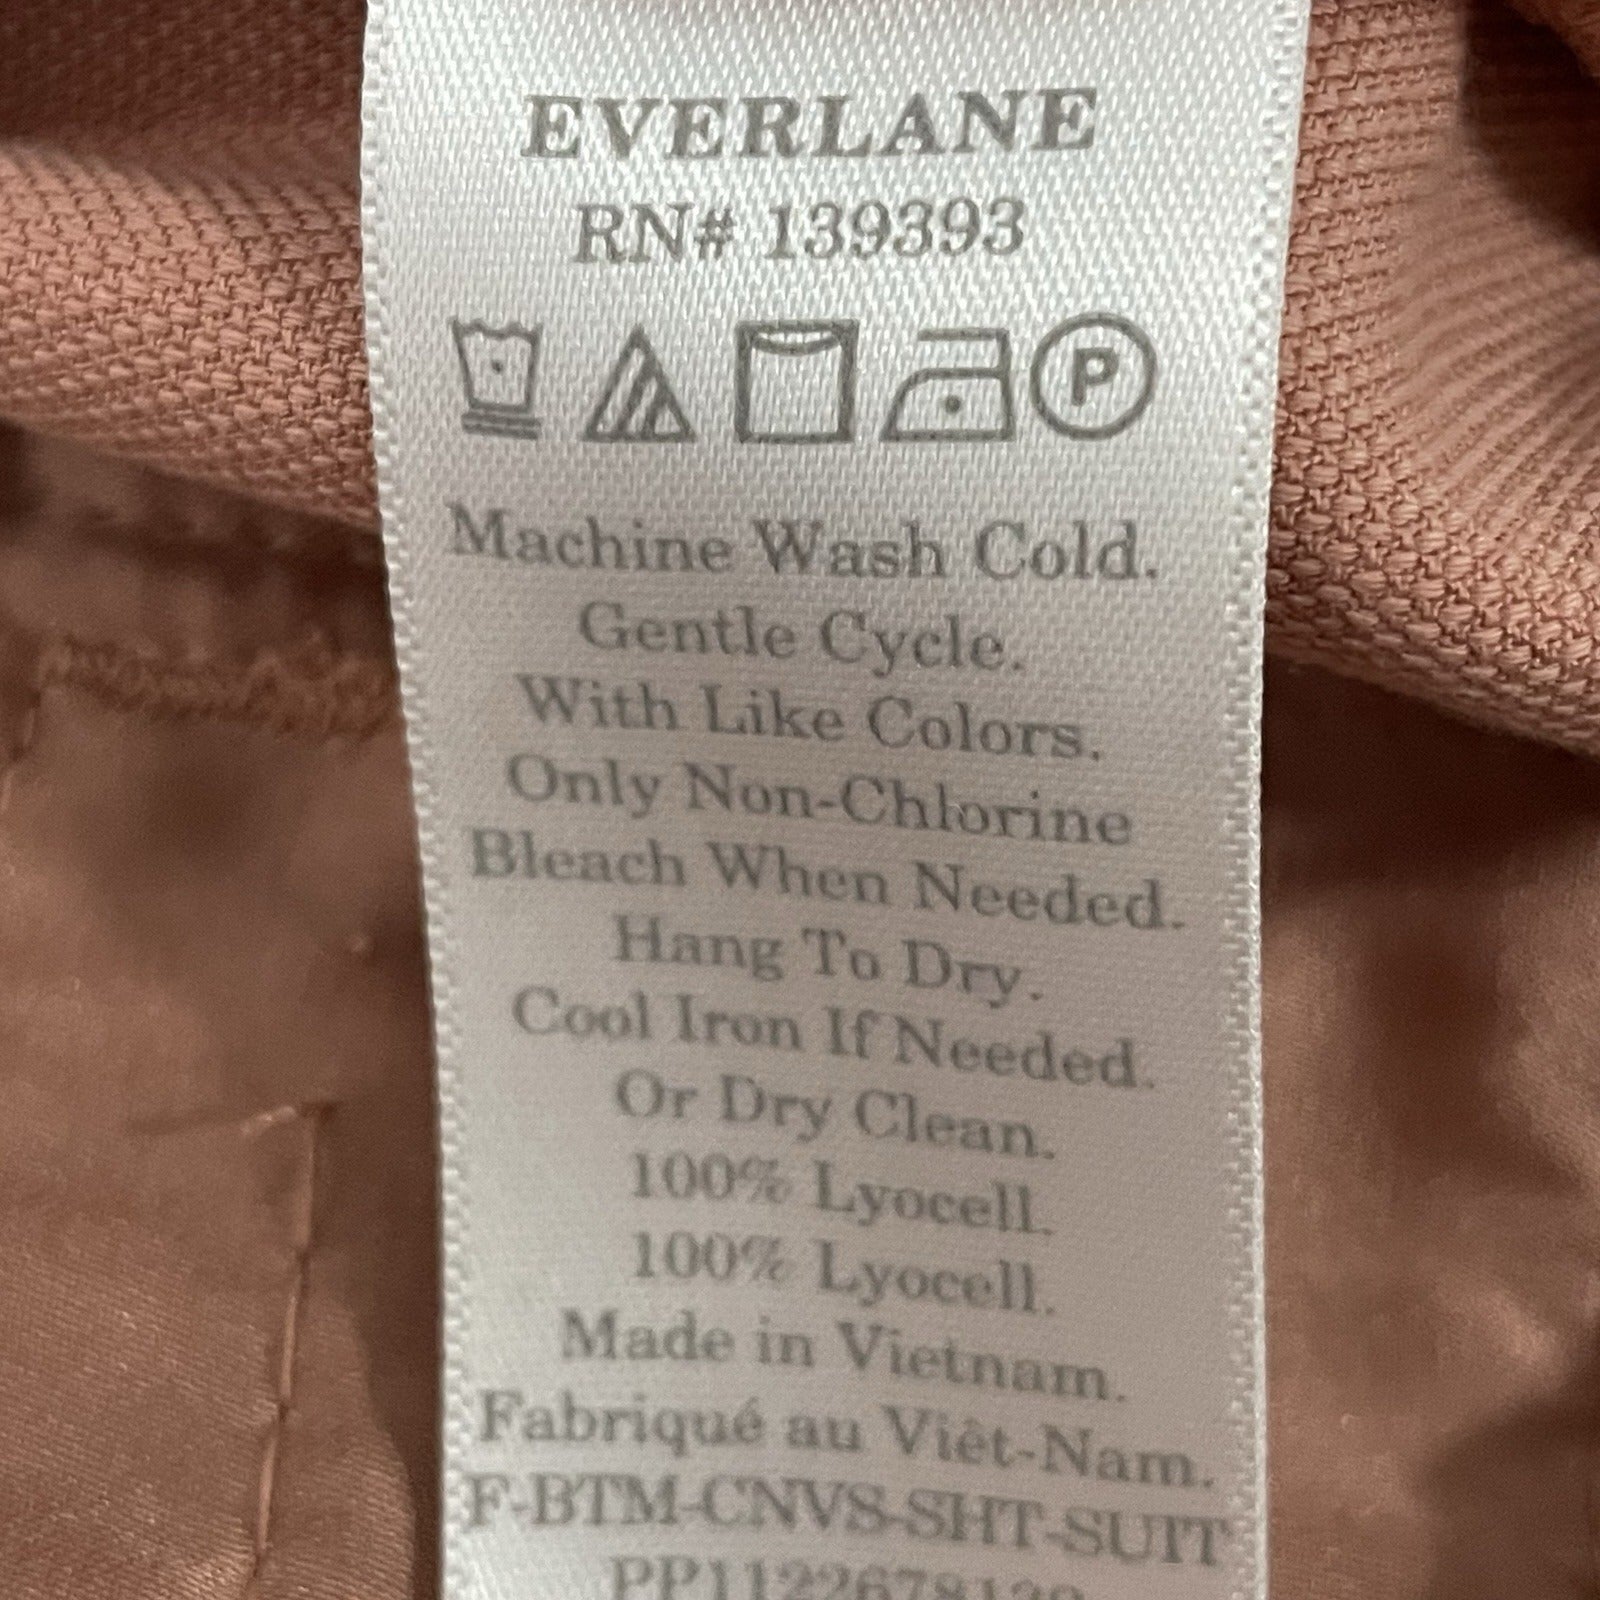 EVERLANE
RN# 139393
P
Machine Wash Cold.
Gentle Cycle.
With Like Colors.
Only Non-Chlorine
Bleach When Needed.
Hang To Dry.
Cool Iron If Needed.
Or Dry Clean.
100% Lyocell.
100% Lyocell.
Made in Vietnam.
Fabriqué au Viêt-Nam.
F-BTM-CNVS-SHT-SUIT